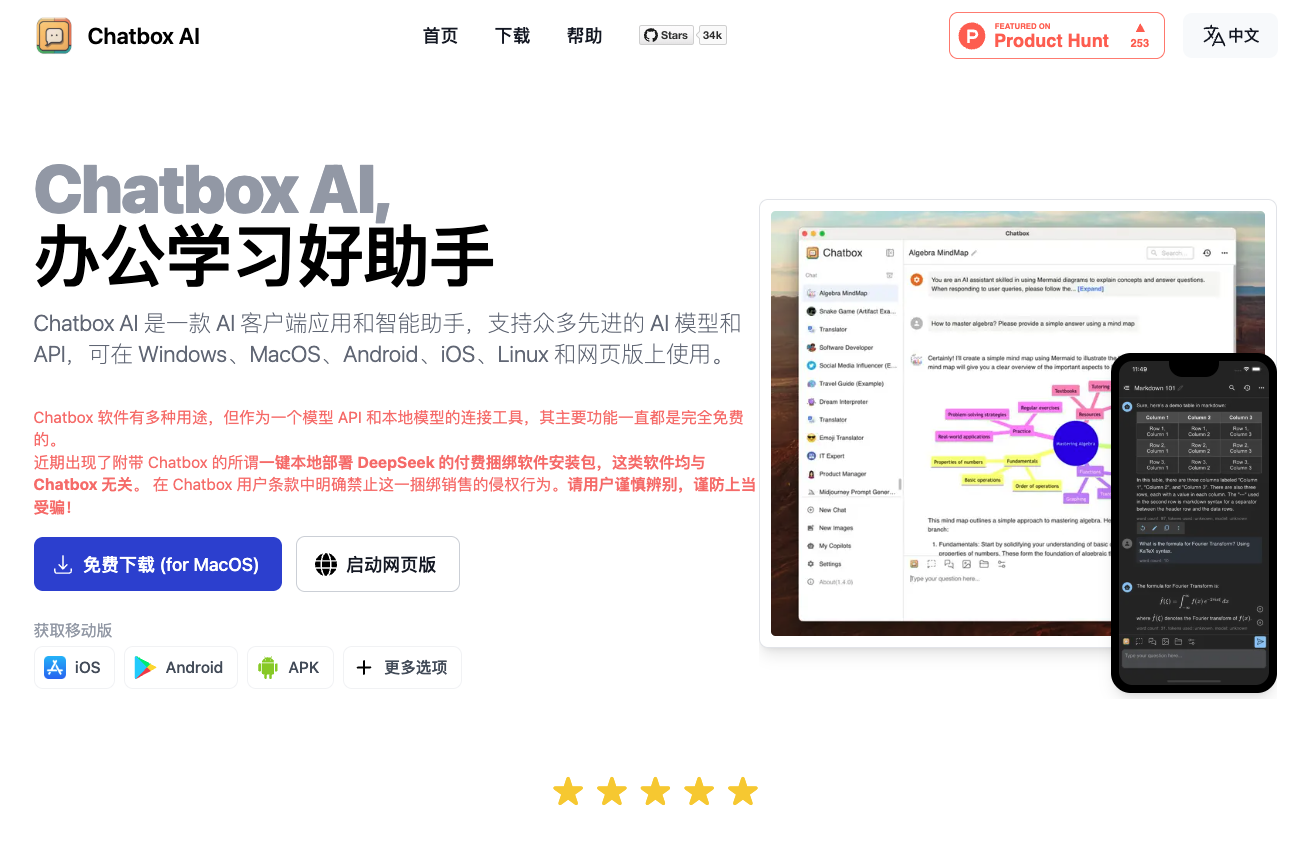 Chatbox AI
首页
下载
帮助
Stars
34k
FEATURED ON
Product Hunt
253
中文
Chatbox AI,
办公学习好助手
Chatbox AI 是一款 AI 客户端应用和智能助手，支持众多先进的 AI 模型和
API，可在 Windows、MacOS、Android、iOS、Linux 和网页版上使用。
Chatbox 软件有多种用途，但作为一个模型 API 和本地模型的连接工具，其主要功能一直都是完全免费
的。
近期出现了附带 Chatbox 的所谓一键本地部署 DeepSeek 的付费捆绑软件安装包，这类软件均与
Chatbox 无关。 在 Chatbox 用户条款中明确禁止这一捆绑销售的侵权行为。请用户谨慎辨别，谨防上当
受骗！
免费下载 (for MacOS)
启动网页版
获取移动版
iOS
Android
APK
更多选项
Chatbox
Chatbox
Chat
Algebra MindMap
Snake Game (Artifact Exa...
Translator
Software Developer
Social Media Influencer (E...
Travel Guide (Example)
Dream Interpreter
Translator
Emoji Translator
IT Expert
Product Manager
Midjourney Prompt Gener...
New Chat
New Images
My Copilots
Settings
About(1.4.0)
Algebra MindMap
Search...
You are an AI assistant skilled in using Mermaid diagrams to explain concepts and answer questions.
When responding to user queries, please follow the... [Expand]
How to master algebra? Please provide a simple answer using a mind map
Certainly! I'll create a simple mind map using Mermaid to illustrate the
mind map will give you a clear overview of the important aspects to
Textbooks
Tutoring
Regular exercises
Problem-solving strategies
Resources
Practice
Real-world applications
Mastering algebra
Properties of numbers
Fundamentals
Basic operations
Order of operations
Functions
Graphing
This mind map outlines a simple approach to mastering algebra. He
branch:
1. Fundamentals: Start by solidifying your understanding of basic
properties of numbers. These form the foundation of algebraic
Type your question here...
11:49
Markdown 101
Sure, here's a demo table in markdown:
Column 1 Column 2 Column 3
Row 1, Column 1 Row 1, Column 2 Row 1, Column 3
Row 2, Column 1 Row 2, Column 2 Row 2, Column 3
Row 3, Column 1 Row 3, Column 2 Row 3, Column 3
In this table, there are three columns labeled "Column
1", "Column 2", and "Column 3". There are also three
rows, each with a value in each column. The "---" used
in the second row is markdown syntax for a separator
between the header row and the data rows.
What is the formula for Fourier Transform? Using
KaTeX syntax.
The formula for Fourier Transform is:
where f̂(ξ) denotes the Fourier transform of f(x).
Type your question here...